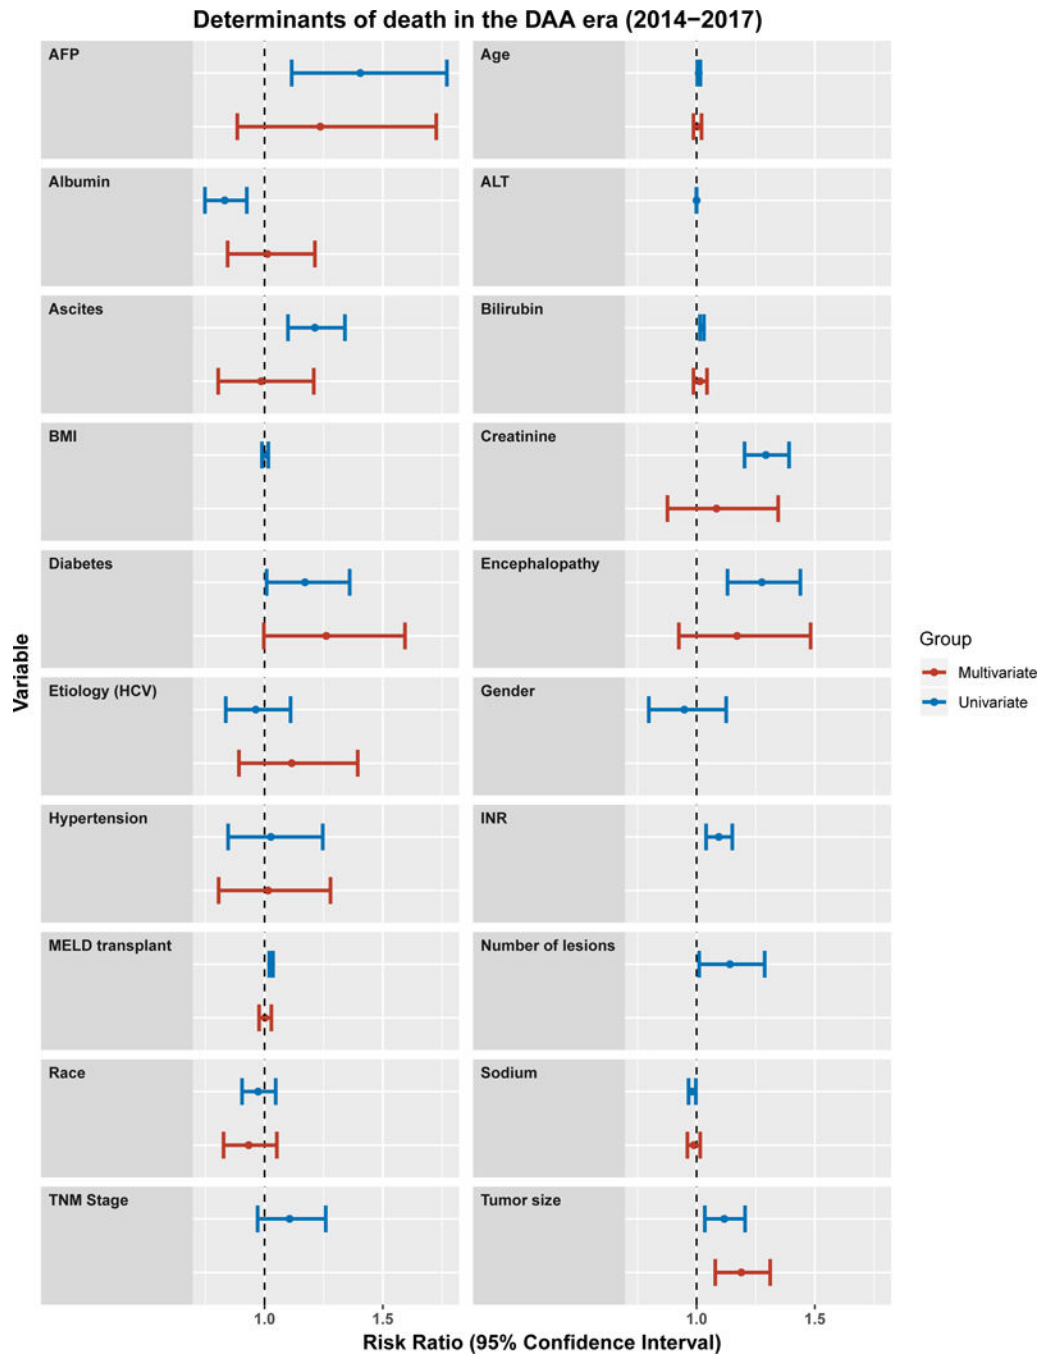 Determinants of death in the DAA era (2014−2017)
AFP
Age
Albumin
ALT
Ascites
Bilirubin
BMI
Creatinine
Diabetes
Encephalopathy
Etiology (HCV)
Gender
Hypertension
INR
MELD transplant
Number of lesions
Race
Sodium
TNM Stage
Tumor size
Variable
Group
Multivariate
Univariate
1.0 1.5 1.0 1.5
Risk Ratio (95% Confidence Interval)